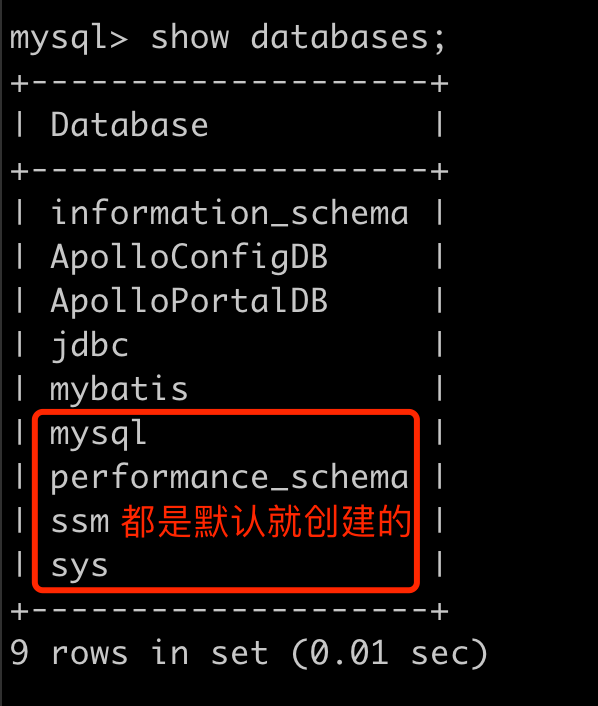 mysql> show databases;
+--------------------+
| Database           |
+--------------------+
| information_schema |
| ApolloConfigDB     |
| ApolloPortalDB     |
| jdbc               |
| mybatis            |
| mysql              |
| performance_schema |
| ssm 都是默认就创建的 |
| sys                |
+--------------------+
9 rows in set (0.01 sec)